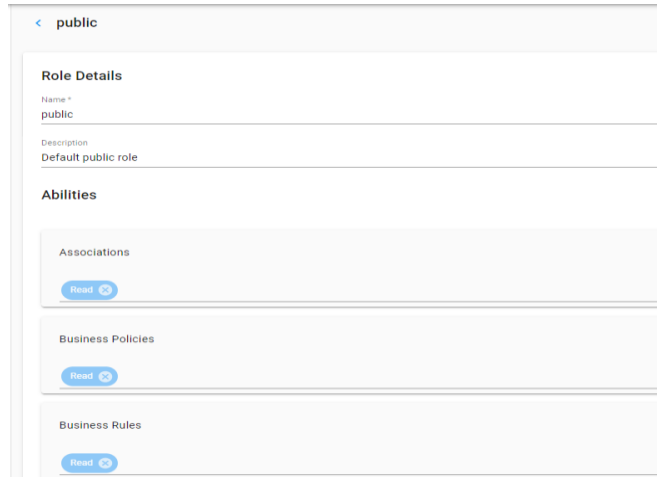 public
Role Details
Name *
public
Description
Default public role
Abilities
Associations
Read
Business Policies
Read
Business Rules
Read